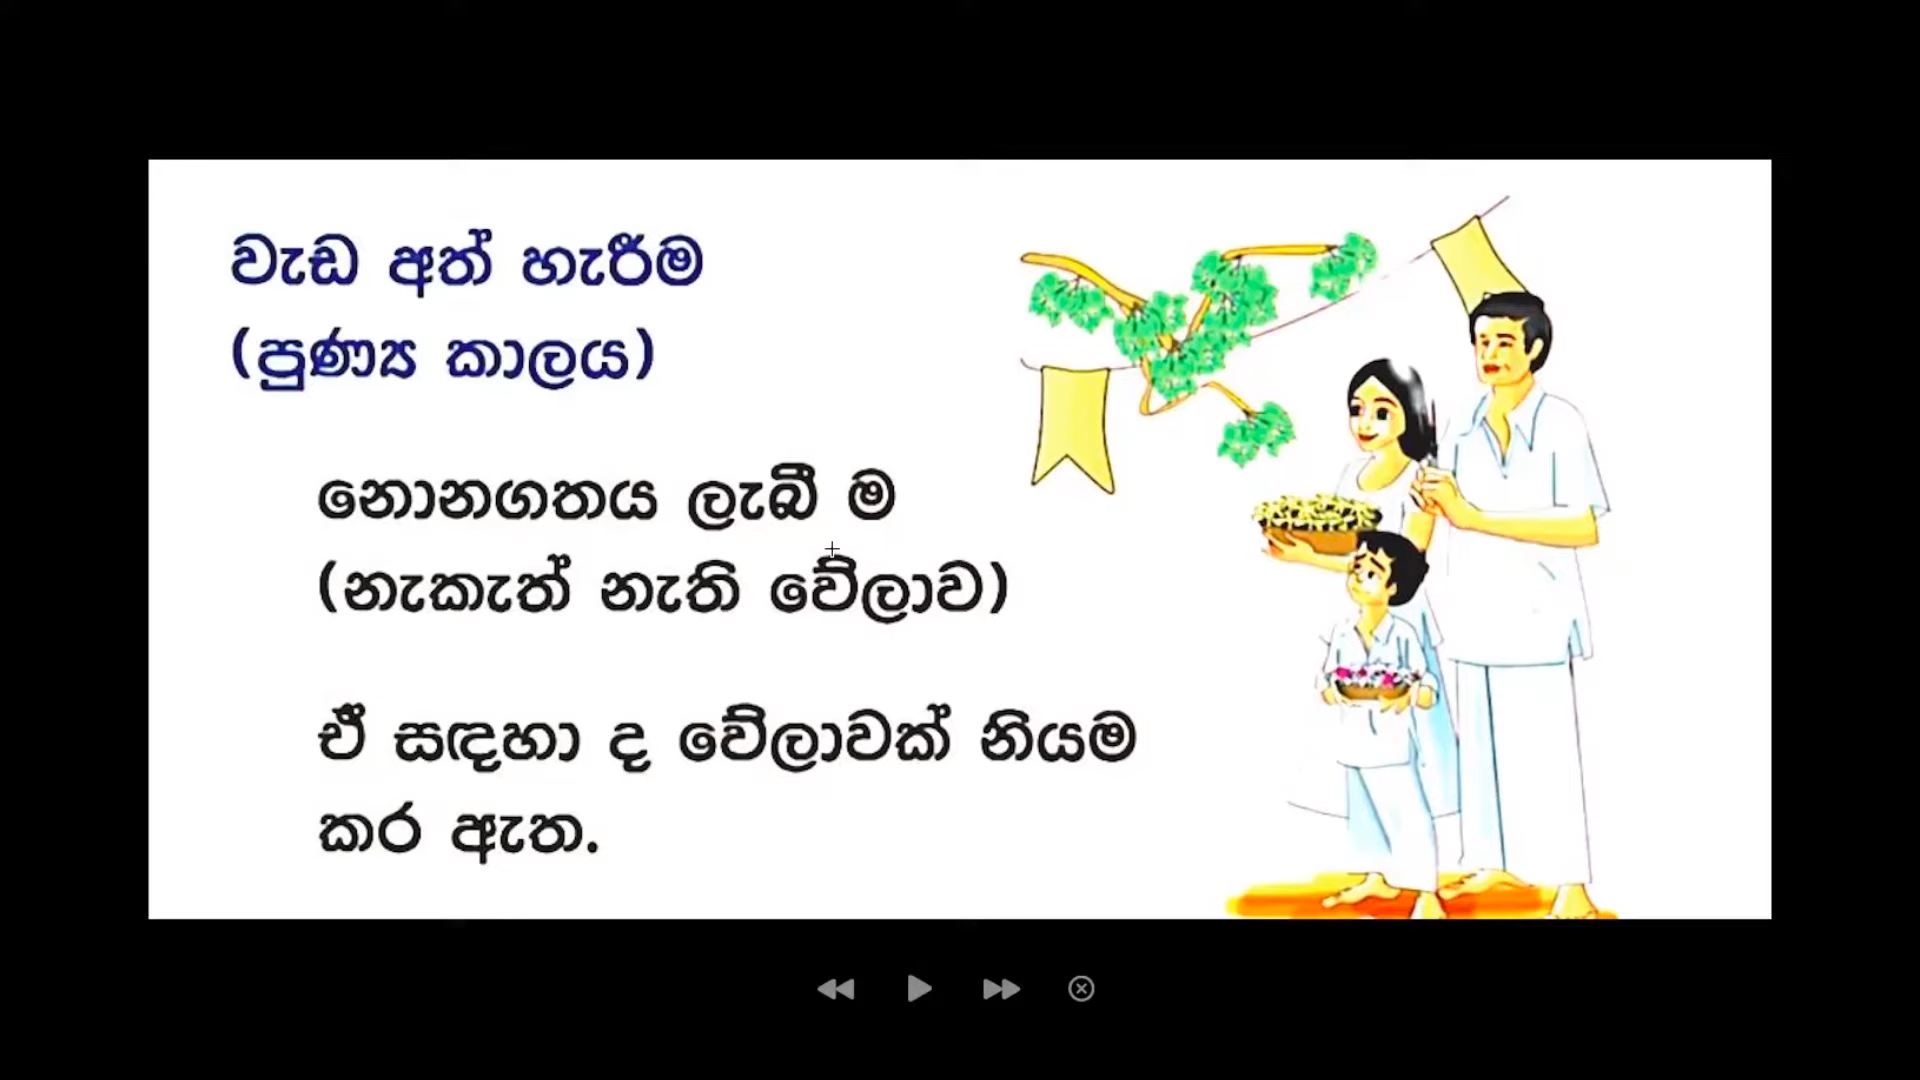 වැඩ අත් හැරීම
(පුණ්‍ය කාලය)
නොනගතය ලැබී ම
(නැකැත් නැති වේලාව)
ඒ සඳහා ද වේලාවක් නියම
කර ඇත.